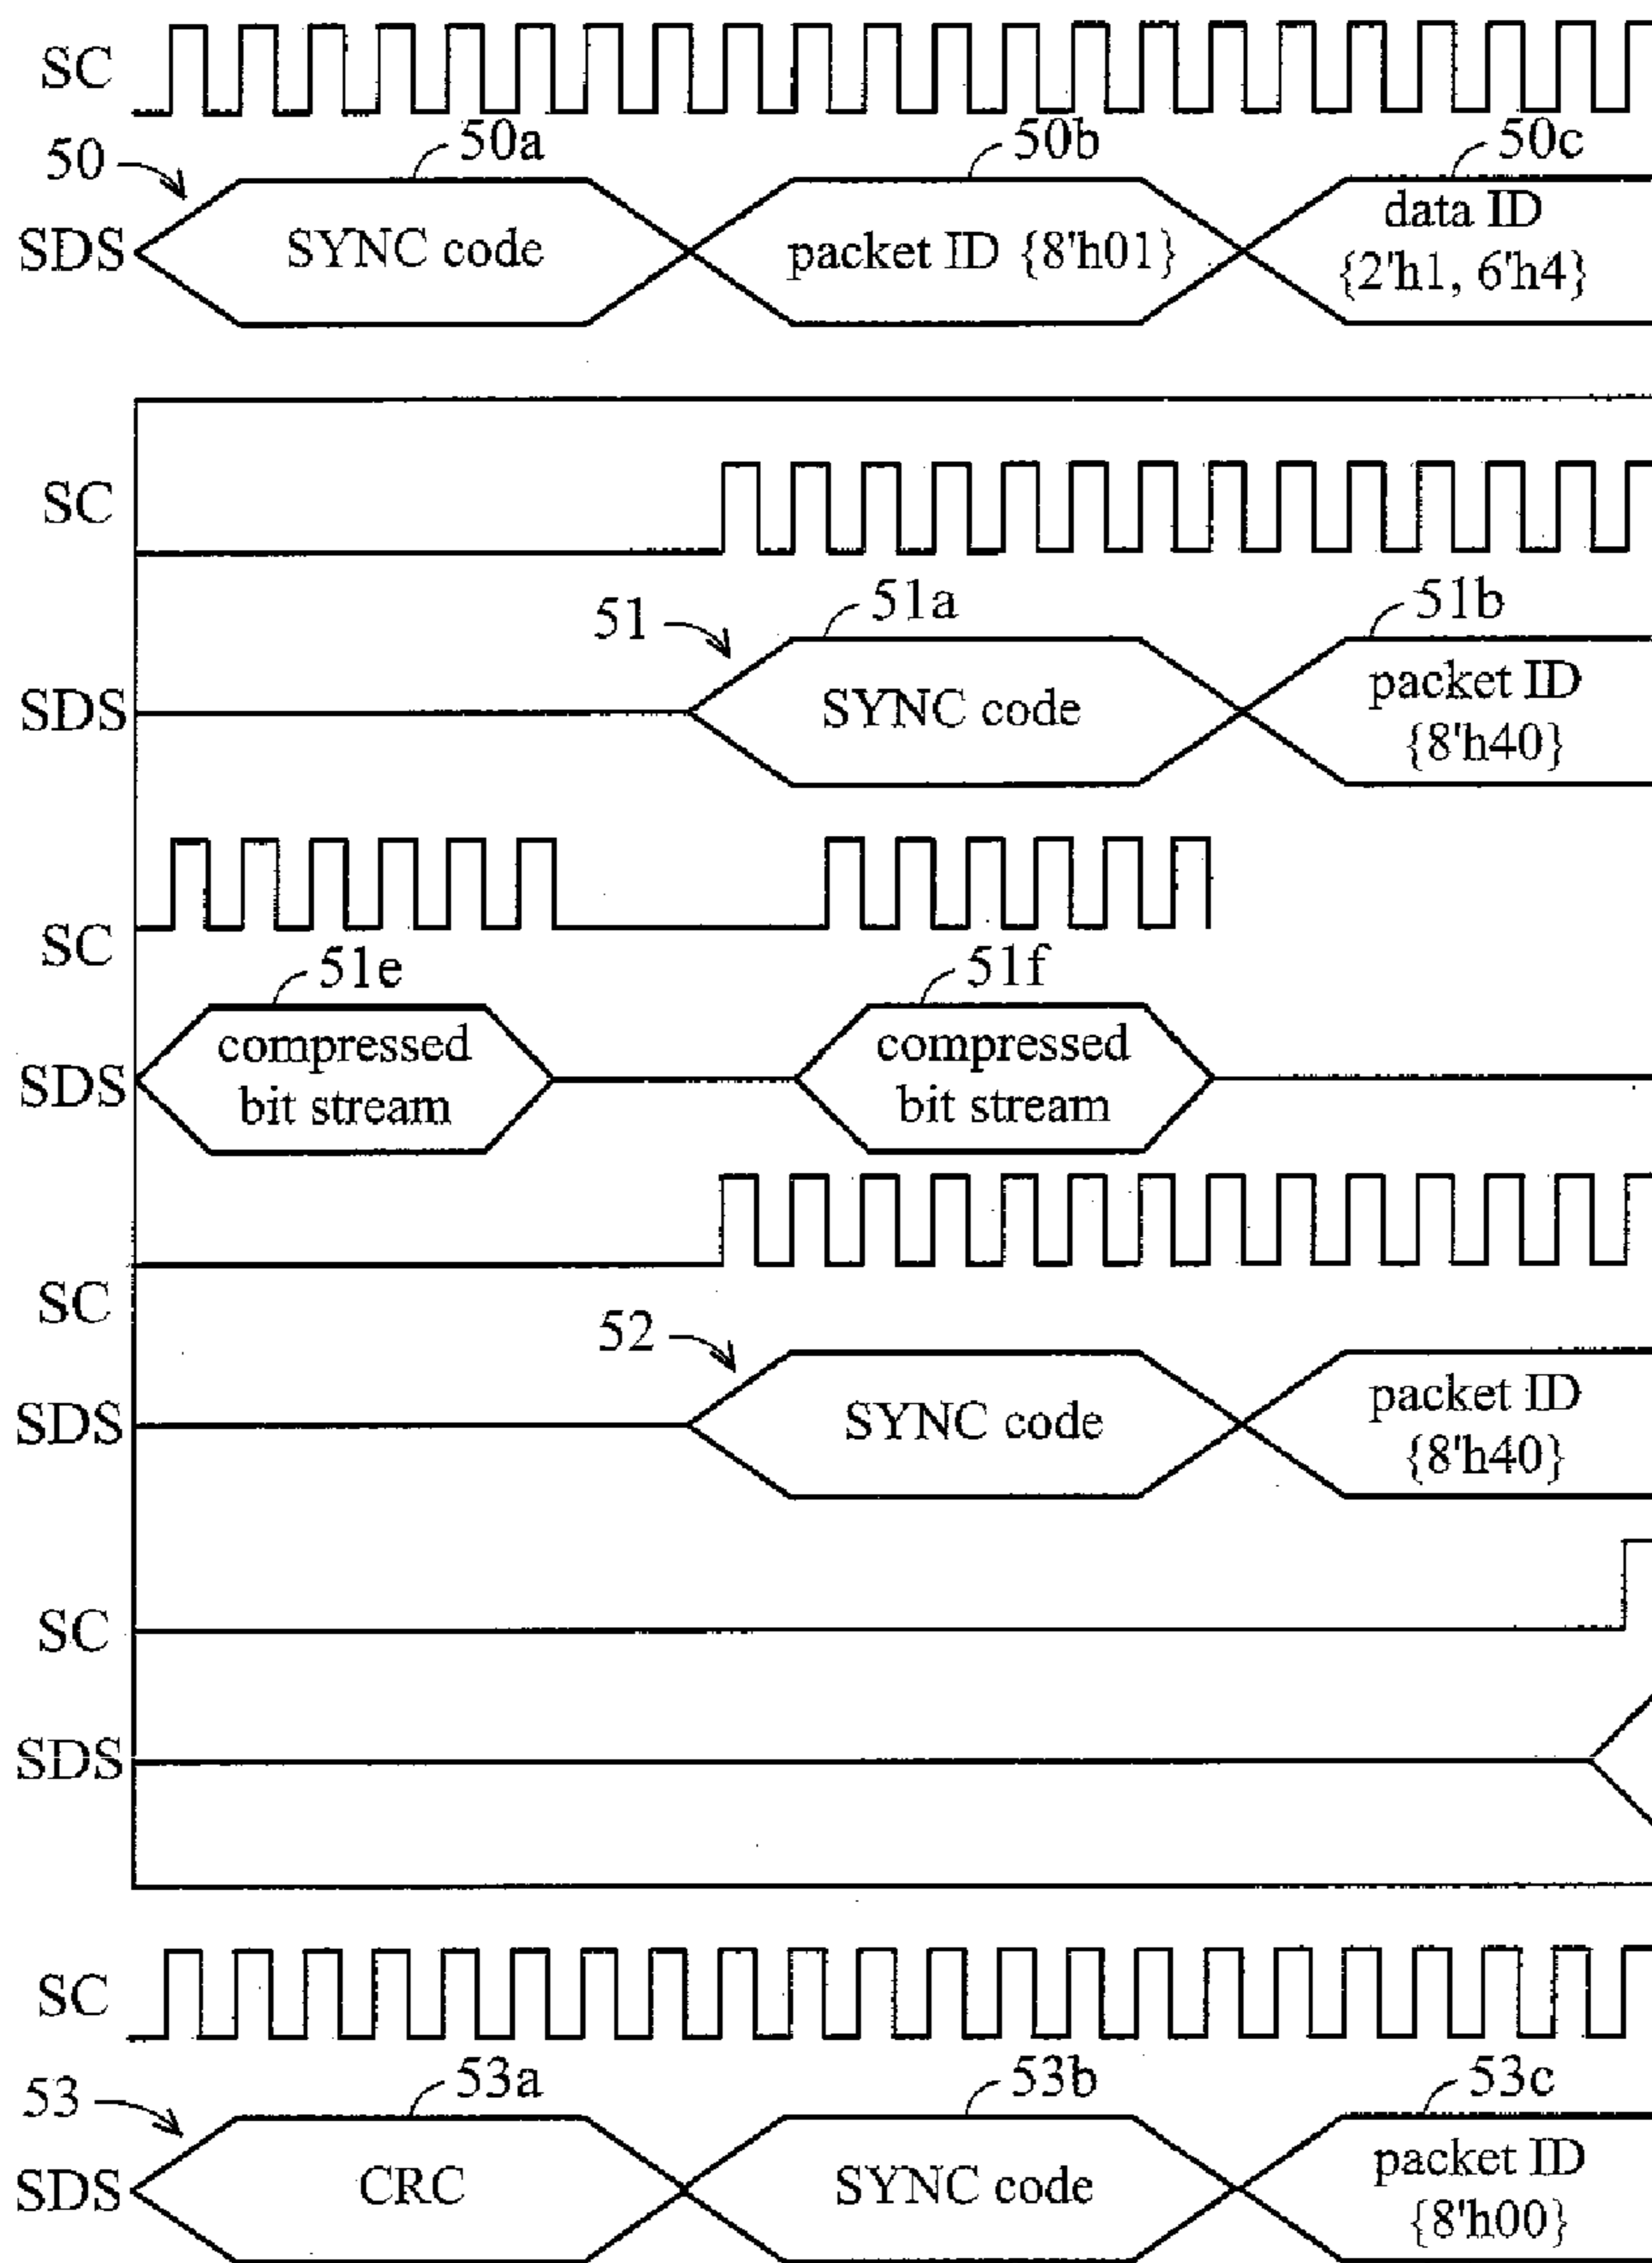 SC
50
50a
50b
50c
SDS
SYNC code
packet ID {8'h01}
data ID
{2'h1, 6'h4}
SC
51
51a
51b
SDS
SYNC code
packet ID
{8'h40}
SC
51e
51f
SDS
compressed
bit stream
compressed
bit stream
SC
52
SDS
SYNC code
packet ID
{8'h40}
SC
SDS
SC
53
53a
53b
53c
SDS
CRC
SYNC code
packet ID
{8'h00}